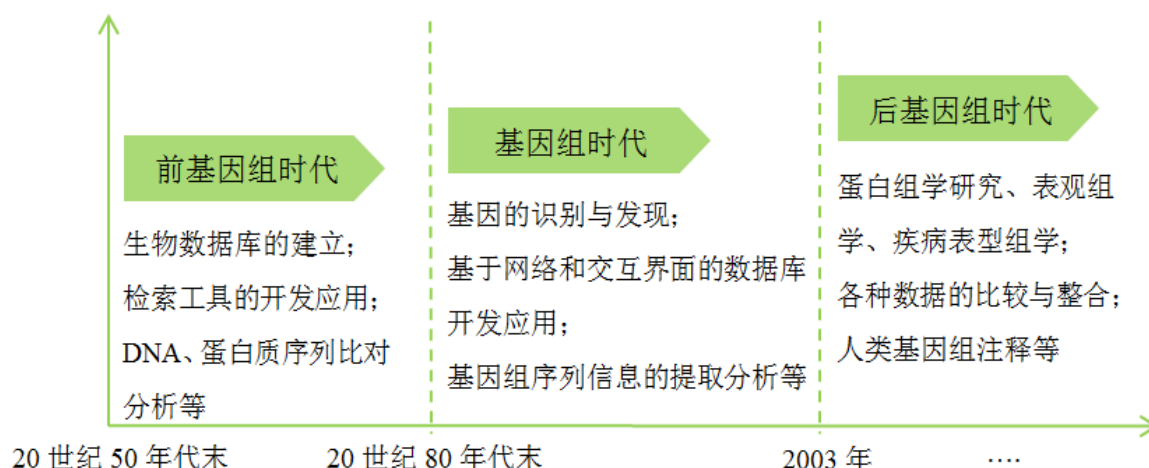 前基因组时代
生物数据库的建立；
检索工具的开发应用；
DNA、蛋白质序列比对
分析等
基因组时代
基因的识别与发现；
基于网络和交互界面的数据库
开发应用；
基因组序列信息的提取分析等
后基因组时代
蛋白组学研究、表观组
学、疾病表型组学；
各种数据的比较与整合；
人类基因组注释等
20 世纪 50 年代末
20 世纪 80 年代末
2003 年
....